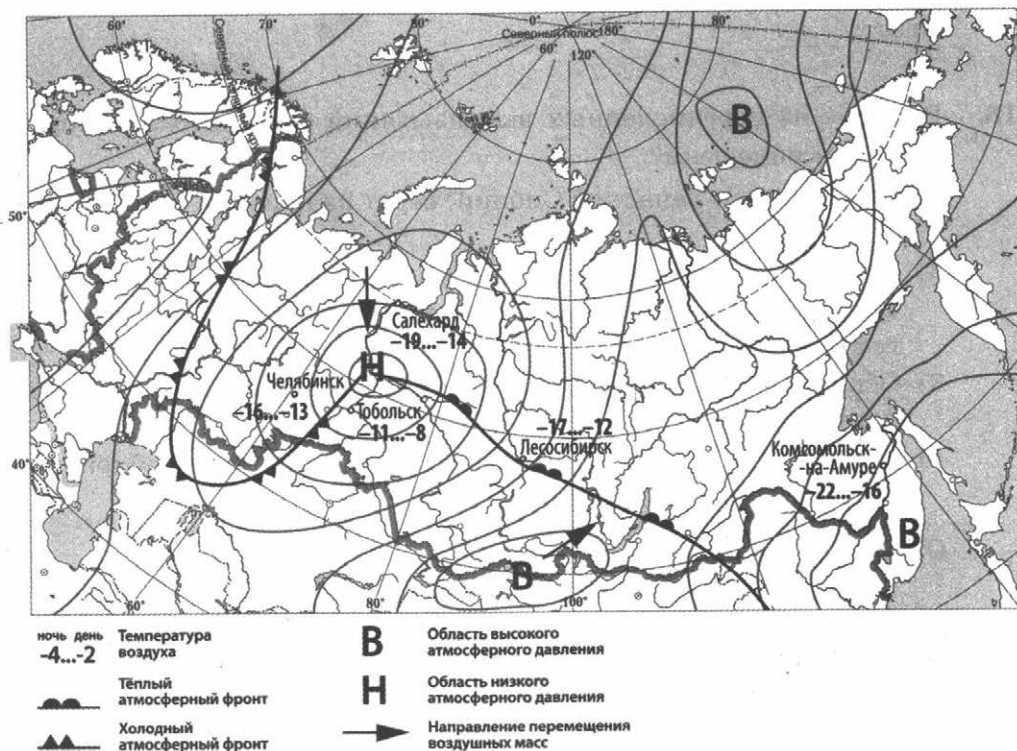 60°
70°
80°
0°
180°
80°
Северный полюс
60°
120°
В
50°
Салехард
–19...–14
Н
Челябинск
–16...–13
Тобольск
–11...–8
–17...–12
Лесосибирск
Комсомольск-
-на-Амуре
–22...–16
40°
В
В
60°
80°
100°
ночь день
-4...-2
Температура
воздуха
Тёплый
атмосферный фронт
Холодный
атмосферный фронт
В
Область высокого
атмосферного давления
Н
Область низкого
атмосферного давления
Направление перемещения
воздушных масс